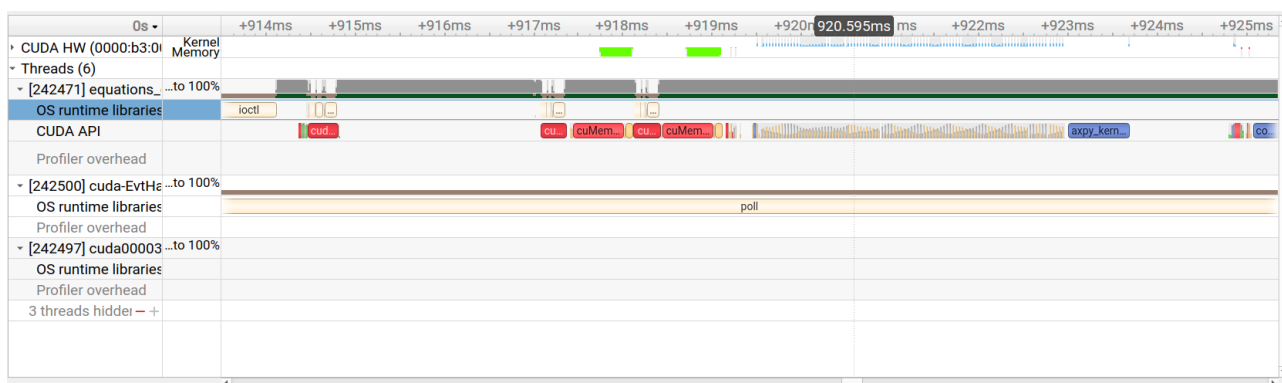 0s +914ms +915ms +916ms +917ms +918ms +919ms +920m 920.595ms ms +922ms +923ms +924ms +925ms
CUDA HW (0000:b3:0 Kernel
Memory
Threads (6)
[242471] equations_ ...to 100%
OS runtime libraries ioctl ... ... ...
CUDA API cud... cu... cuMem... cu... cuMem... axpy_kern... co...
Profiler overhead
[242500] cuda-EvtHa ...to 100%
OS runtime libraries poll
Profiler overhead
[242497] cuda00003 ...to 100%
OS runtime libraries
Profiler overhead
3 threads hidden